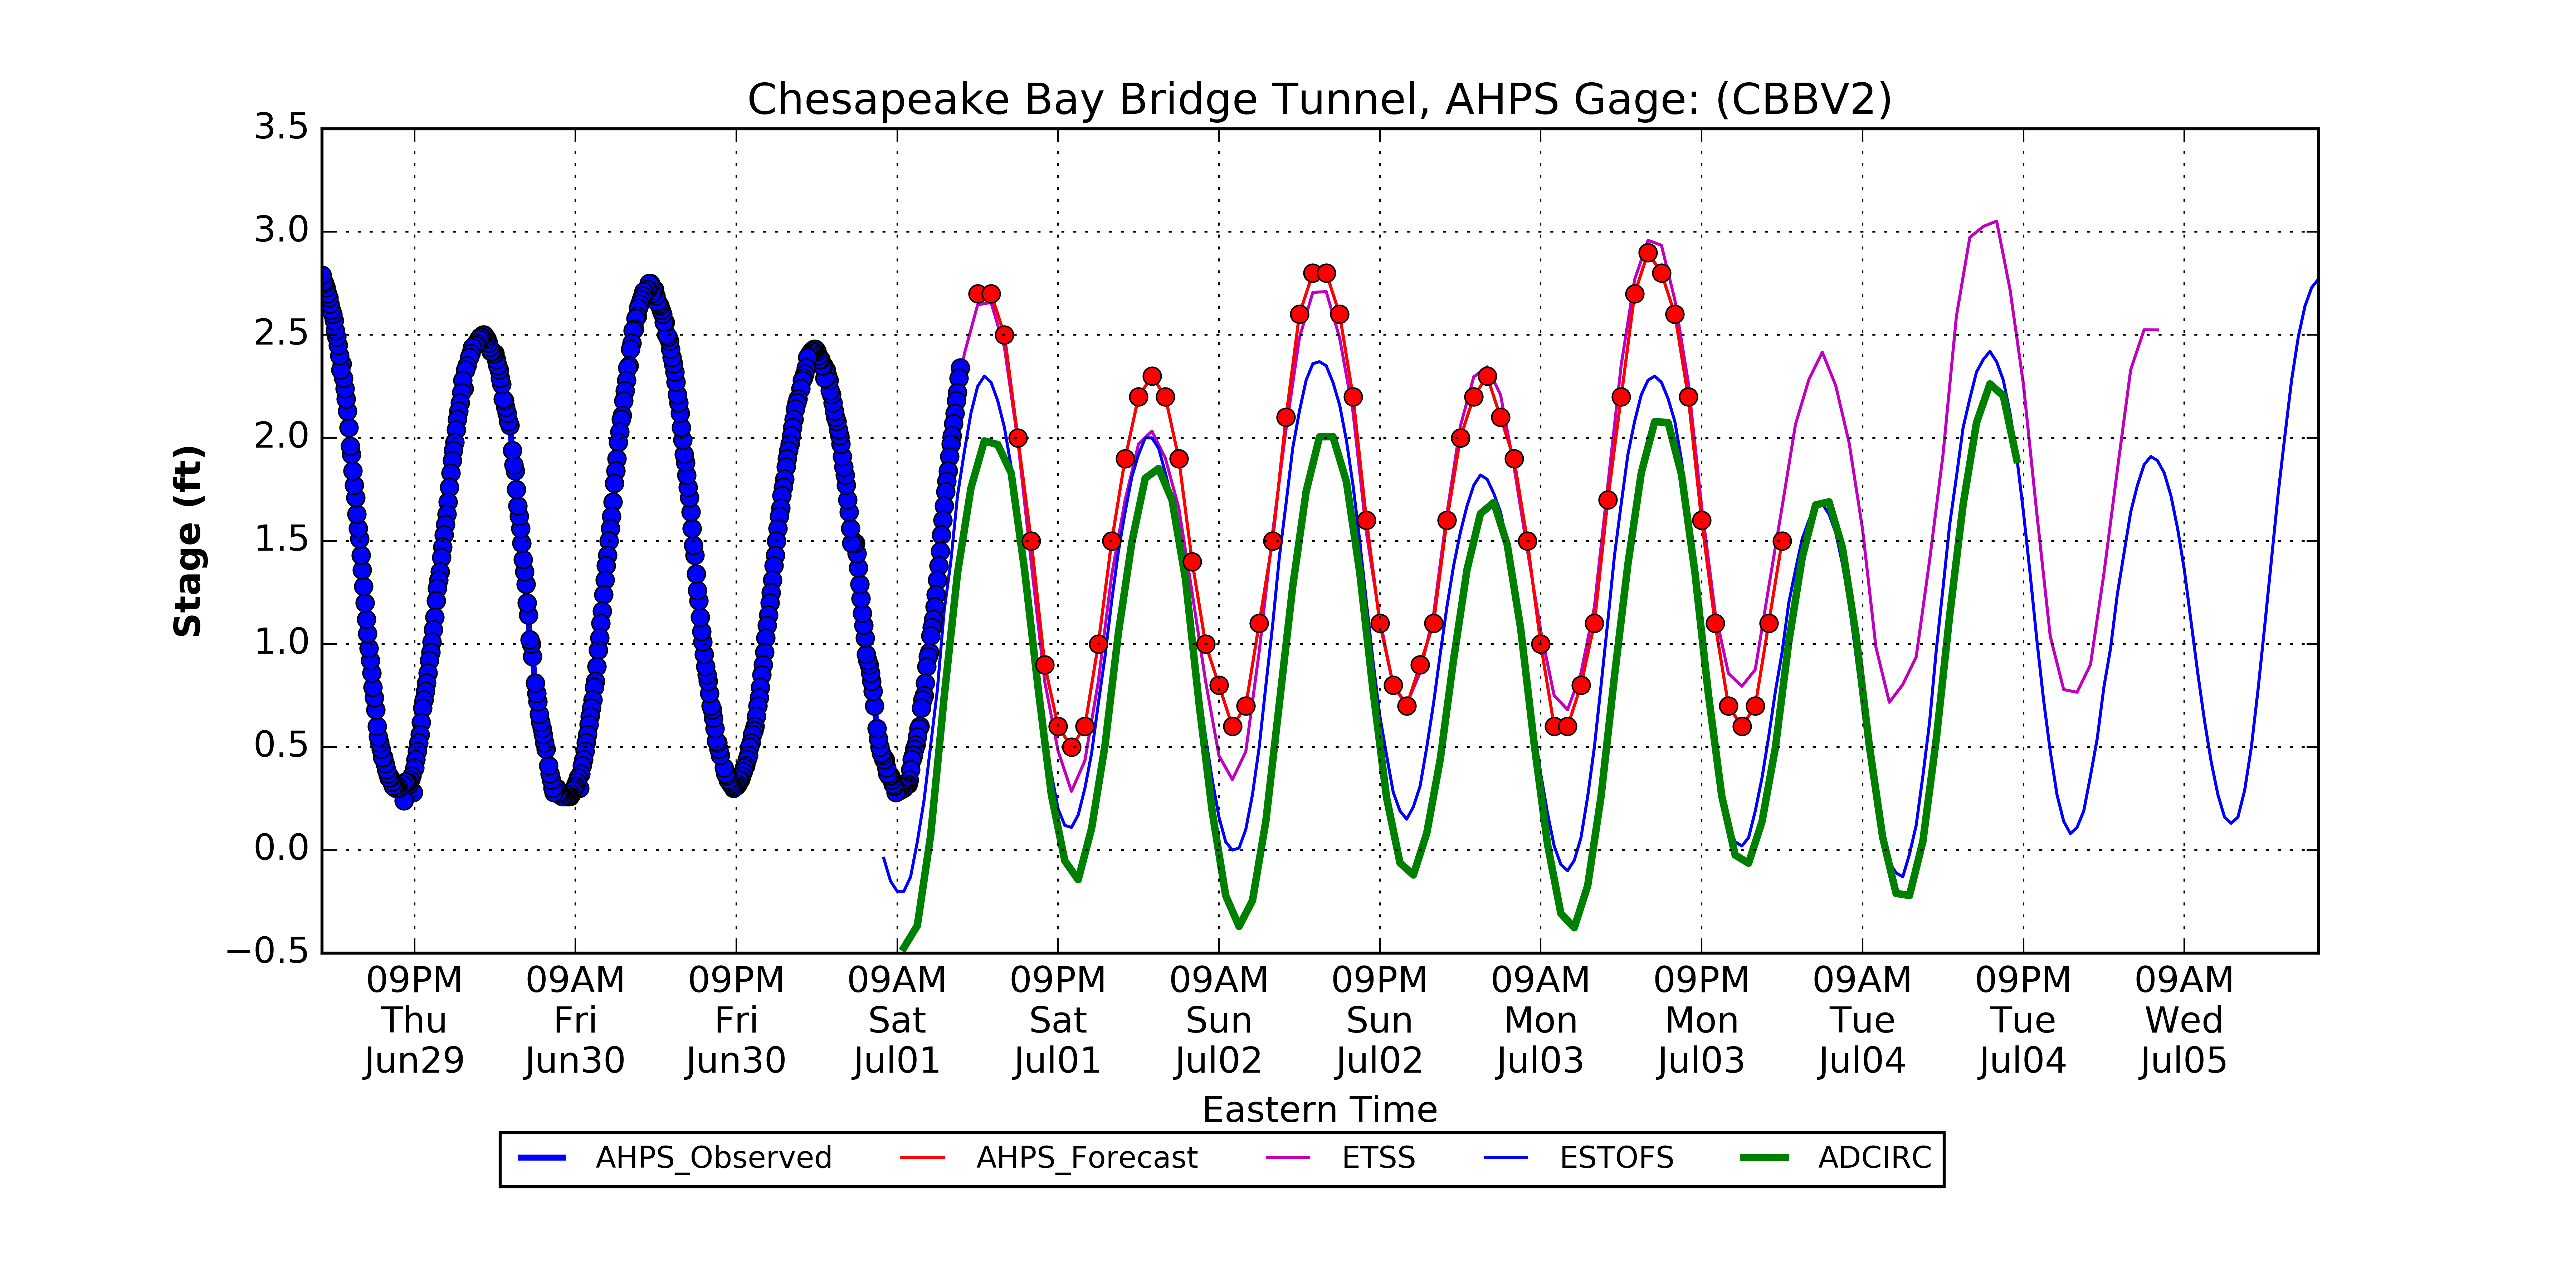 Chesapeake Bay Bridge Tunnel, AHPS Gage: (CBBV2)
3.5
3.0
2.5
2.0
1.5
1.0
0.5
0.0
−0.5
Stage (ft)
09PM 09AM 09PM 09AM 09PM 09AM 09PM 09AM 09PM 09AM 09PM 09AM
Thu Fri Fri Sat Sat Sun Sun Mon Mon Tue Tue Wed
Jun29 Jun30 Jun30 Jul01 Jul01 Jul02 Jul02 Jul03 Jul03 Jul04 Jul04 Jul05
Eastern Time
AHPS_Observed AHPS_Forecast ETSS ESTOFS ADCIRC